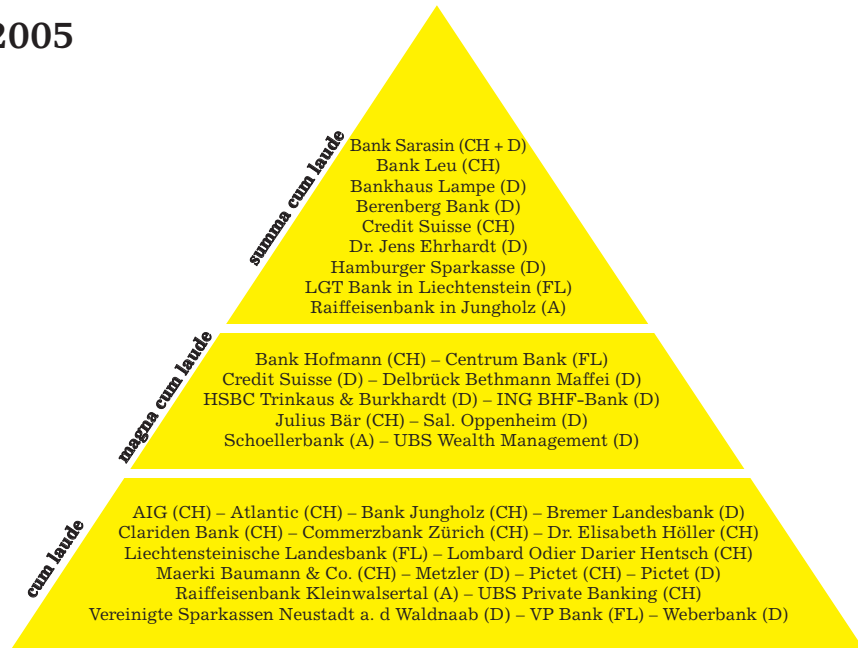 2005
summa cum laude
Bank Sarasin (CH + D)
Bank Leu (CH)
Bankhaus Lampe (D)
Berenberg Bank (D)
Credit Suisse (CH)
Dr. Jens Ehrhardt (D)
Hamburger Sparkasse (D)
LGT Bank in Liechtenstein (FL)
Raiffeisenbank in Jungholz (A)
magna cum laude
Bank Hofmann (CH) – Centrum Bank (FL)
Credit Suisse (D) – Delbrück Bethmann Maffei (D)
HSBC Trinkaus & Burkhardt (D) – ING BHF-Bank (D)
Julius Bär (CH) – Sal. Oppenheim (D)
Schoellerbank (A) – UBS Wealth Management (D)
cum laude
AIG (CH) – Atlantic (CH) – Bank Jungholz (CH) – Bremer Landesbank (D)
Clariden Bank (CH) – Commerzbank Zürich (CH) – Dr. Elisabeth Höller (CH)
Liechtensteinische Landesbank (FL) – Lombard Odier Darier Hentsch (CH)
Maerki Baumann & Co. (CH) – Metzler (D) – Pictet (CH) – Pictet (D)
Raiffeisenbank Kleinwalsertal (A) – UBS Private Banking (CH)
Vereinigte Sparkassen Neustadt a. d Waldnaab (D) – VP Bank (FL) – Weberbank (D)